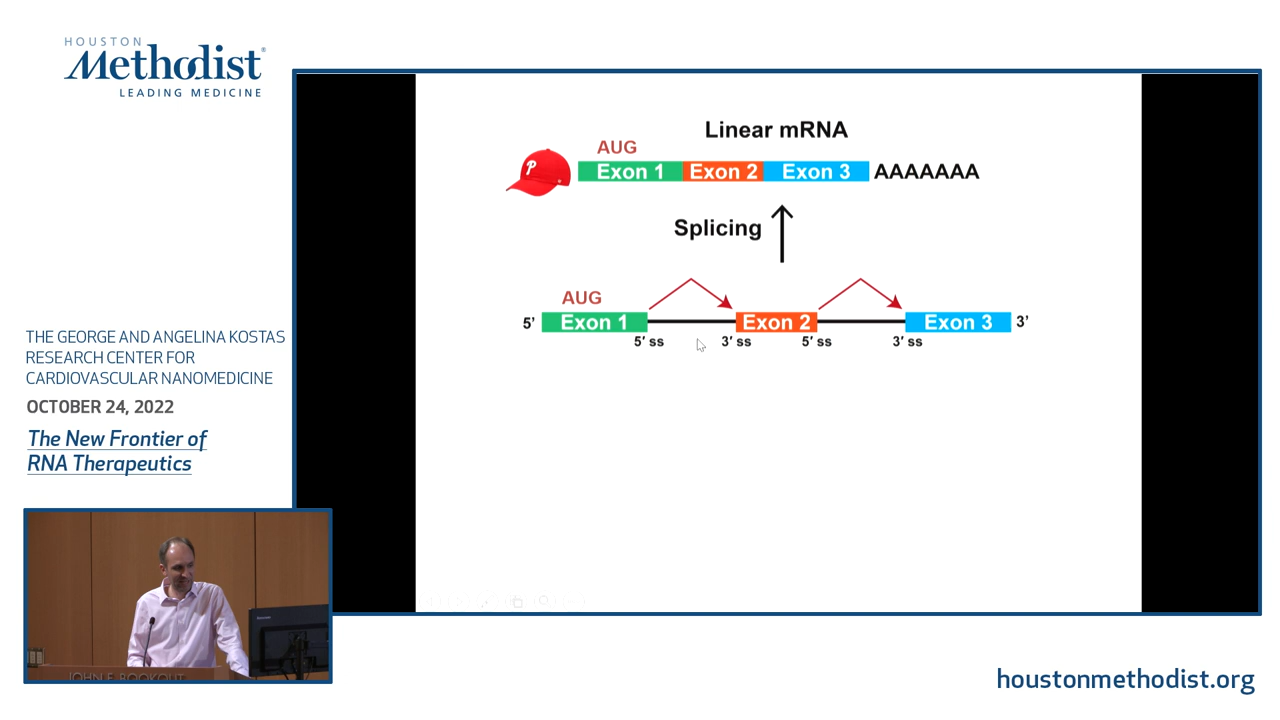 HOUSTON
Methodist®
LEADING MEDICINE
THE GEORGE AND ANGELINA KOSTAS
RESEARCH CENTER FOR
CARDIOVASCULAR NANOMEDICINE
OCTOBER 24, 2022
The New Frontier of
RNA Therapeutics
Linear mRNA
AUG
P
Exon 1 Exon 2 Exon 3 AAAAAAA
Splicing
AUG
5' Exon 1 Exon 2 Exon 3 3'
5' ss 3' ss 5' ss 3' ss
JOHN F. BOOKOUT
houstonmethodist.org